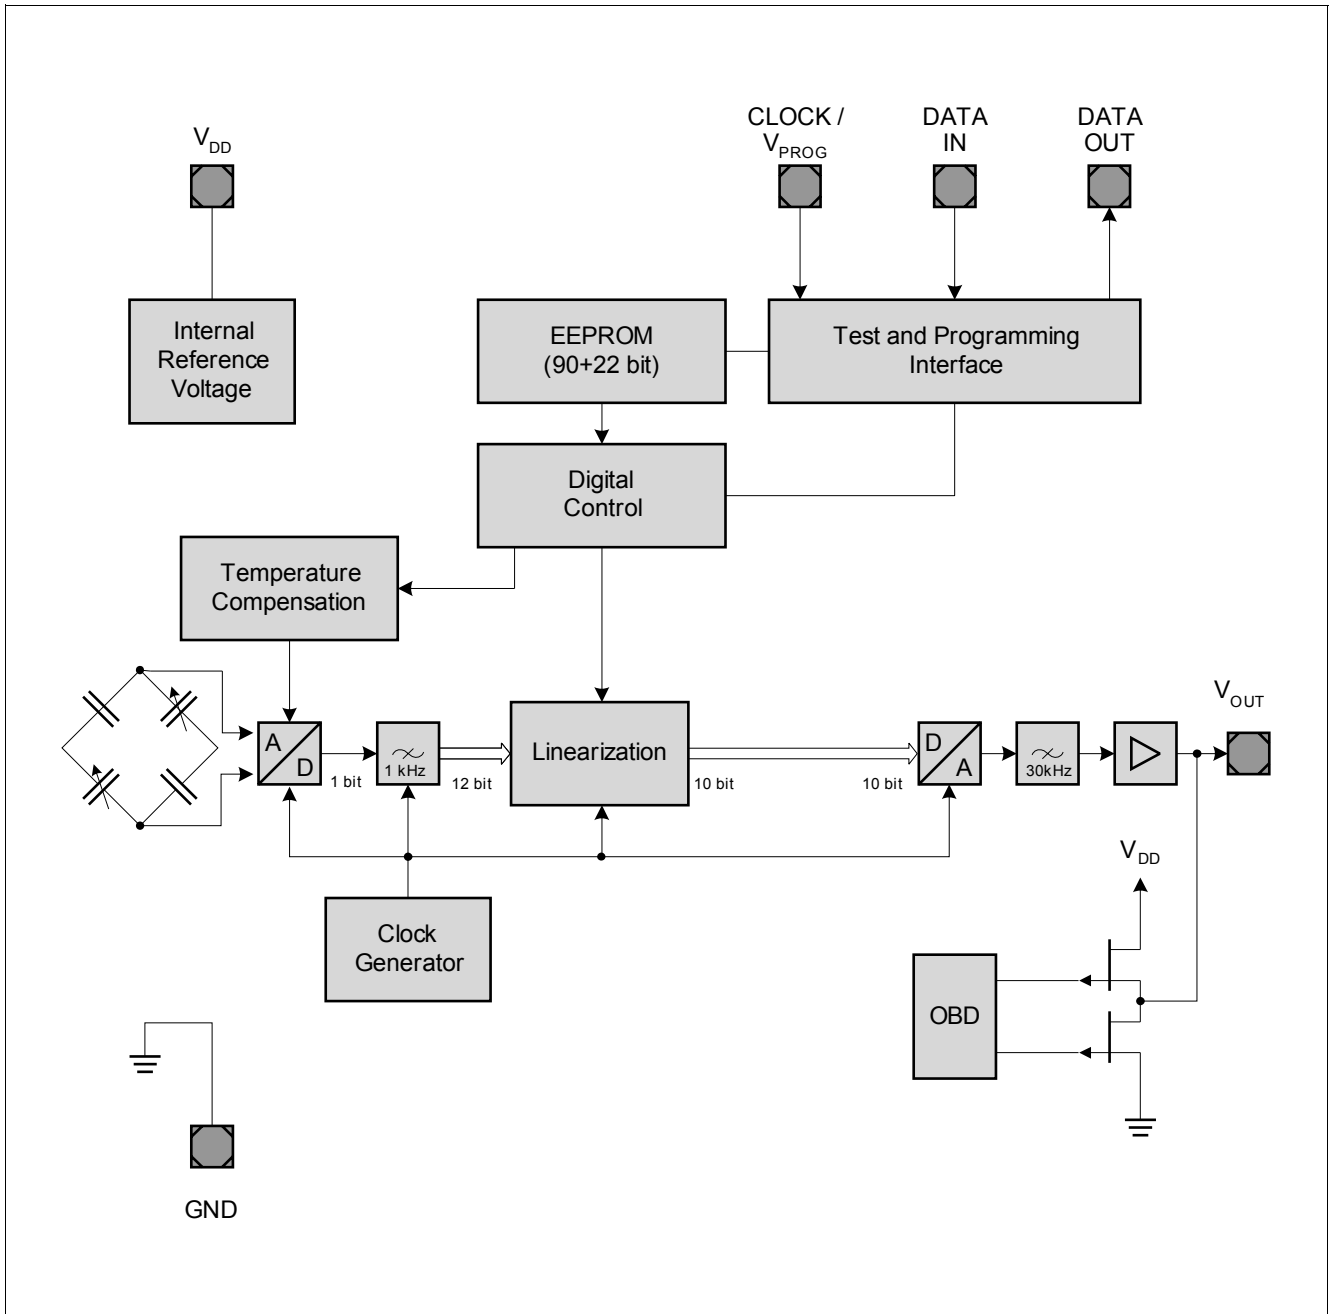 CLOCK /
V_PROG
DATA
IN
DATA
OUT
V_DD
Internal
Reference
Voltage
EEPROM
(90+22 bit)
Test and Programming
Interface
Digital
Control
Temperature
Compensation
V_OUT
A
D
1 bit
1 kHz
12 bit
Linearization
10 bit
10 bit
D
A
30kHz
V_DD
Clock
Generator
OBD
GND